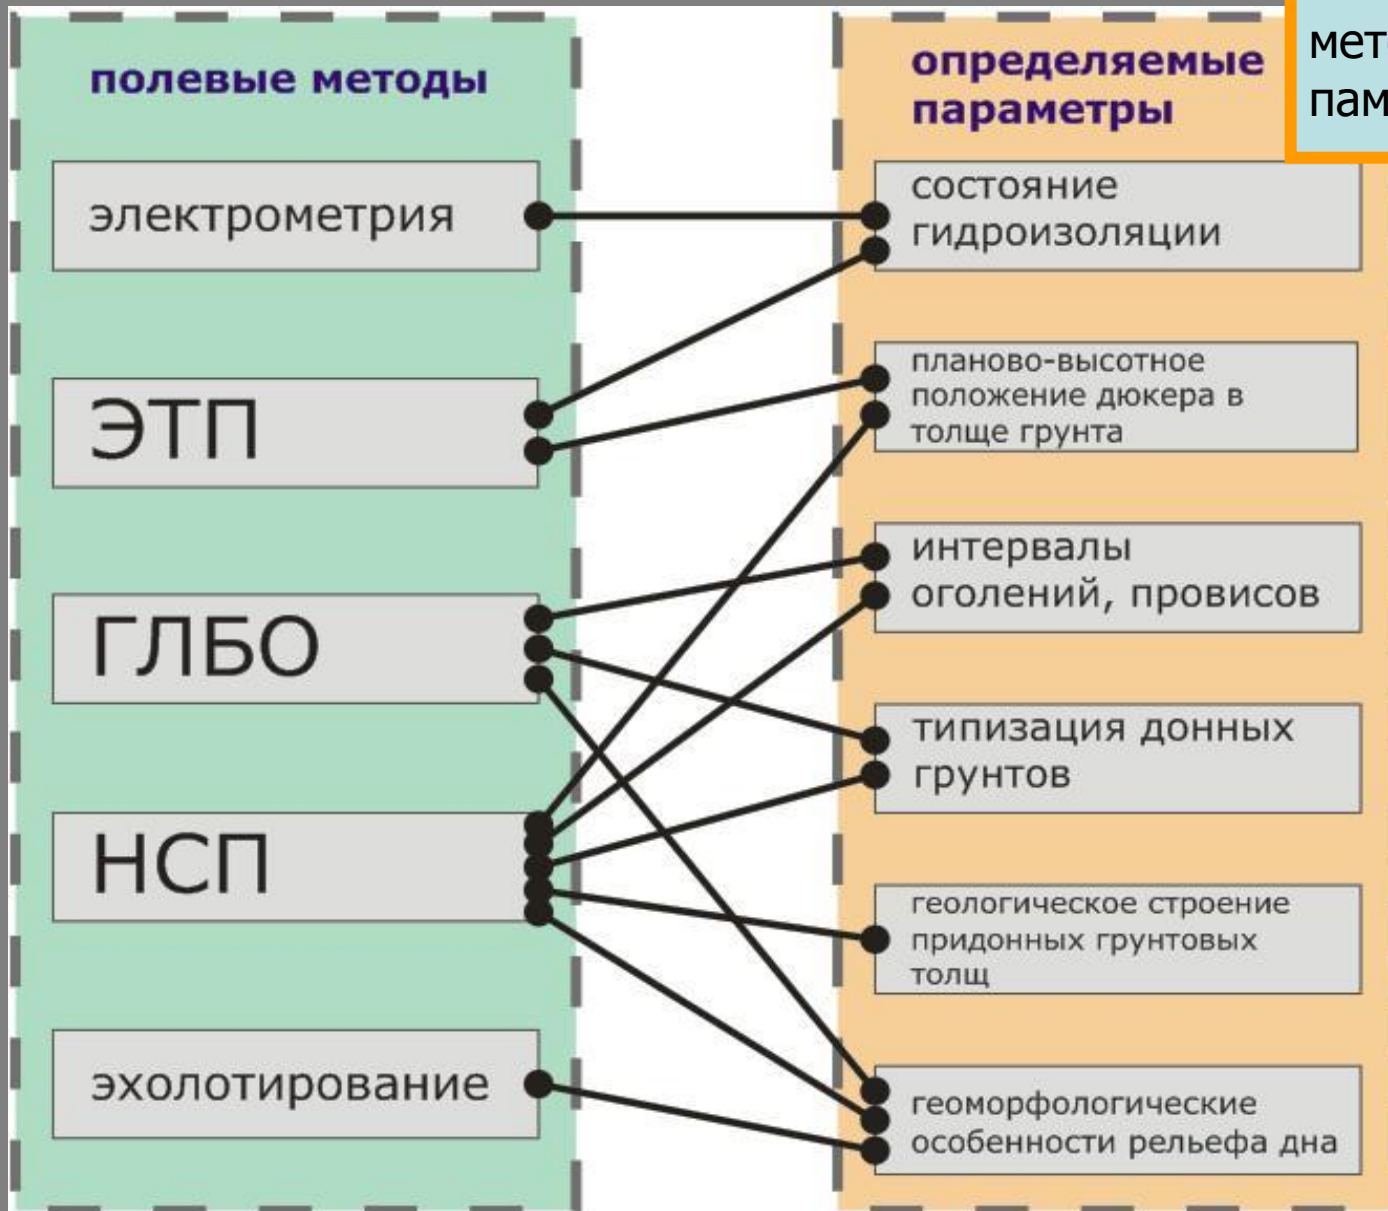 полевые методы
электрометрия
ЭТП
ГЛБО
НСП
эхолотирование
определяемые
параметры
состояние
гидроизоляции
планово-высотное
положение дюкера в
толще грунта
интервалы
оголений, провисов
типизация донных
грунтов
геологическое строение
придонных грунтовых
толщ
геоморфологические
особенности рельефа дна